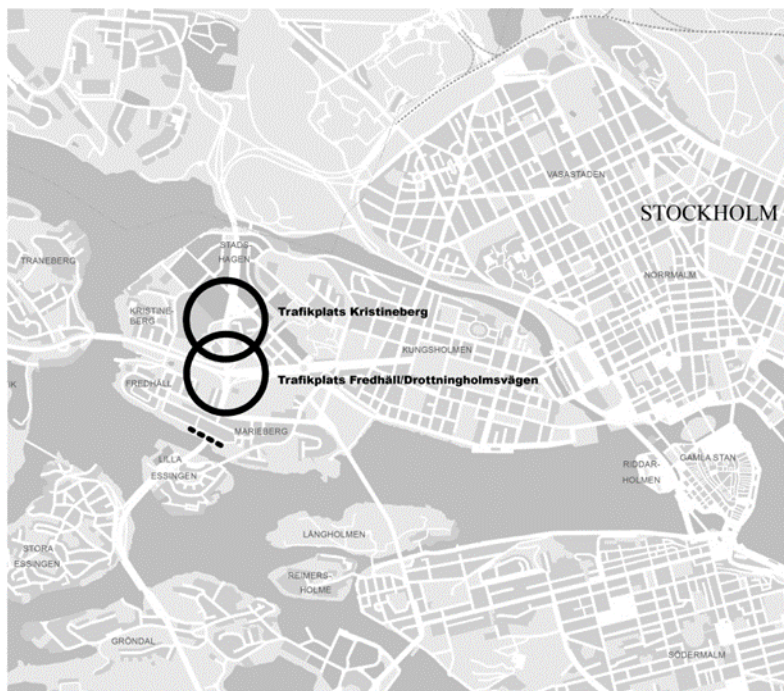 VASASTADEN
STOCKHOLM
STADS
HAGEN
TRANEBERG
NORRMALM
KRISTINE-
BERG
Trafikplats Kristineberg
KUNGSHOLMEN
Trafikplats Fredhäll/Drottningholmsvägen
FREDHÄLL
IK
MARIEBERG
LILLA
ESSINGEN
GAMLA STAN
RIDDAR-
HOLMEN
LÅNGHOLMEN
STORA
ESSINGEN
REIMERS-
HOLME
GRÖNDAL
SÖDERMALM